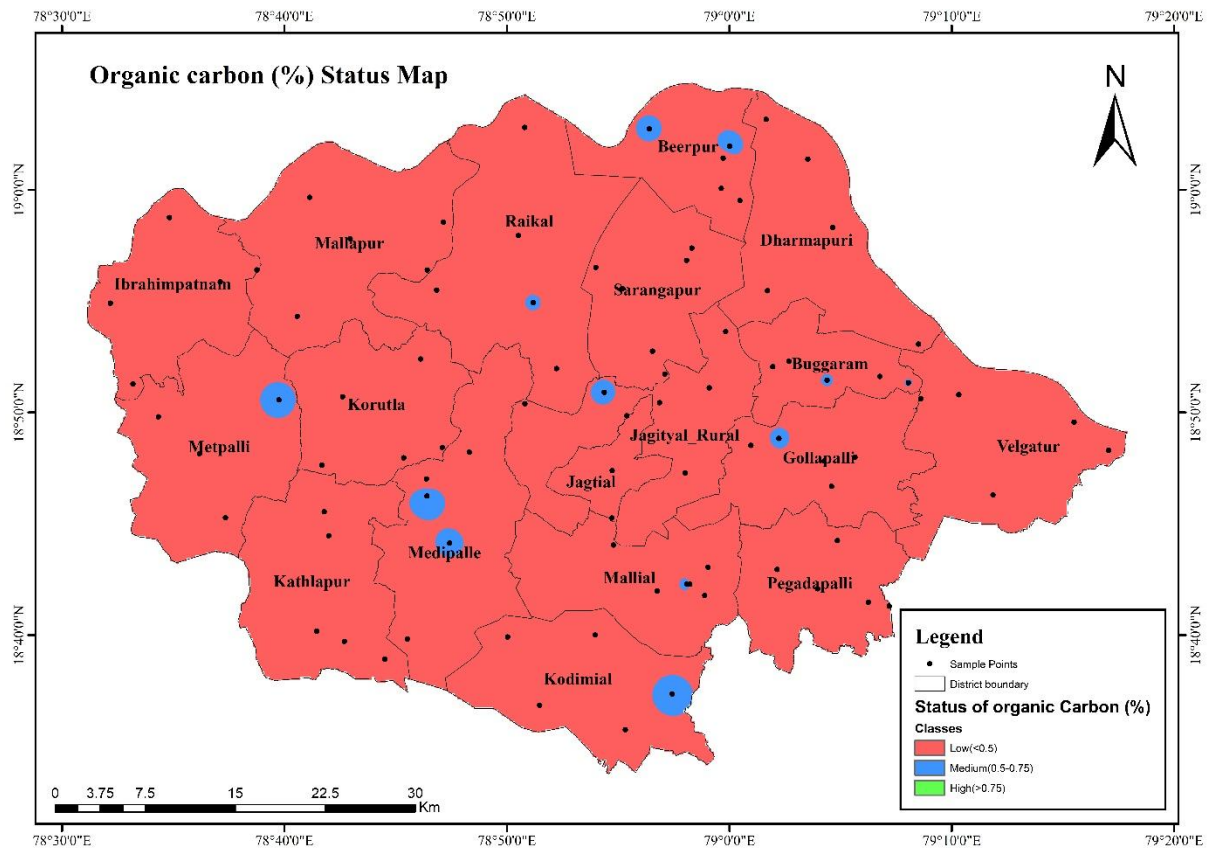 78°30'0"E 78°40'0"E 78°50'0"E 79°0'0"E 79°10'0"E 79°20'0"E
Organic carbon (%) Status Map
N
Beerpur
19°0'0"N 19°0'0"N
Raikal
Mallapur
Dharmapuri
Ibrahimpatnam
Sarangapur
Buggaram
18°50'0"N 18°50'0"N
Korutla
Metpalli
Jagityal_Rural
Velgatur
Gollapalli
Jagtial
Medipalle
Kathlapur
Mallial
Pegadapalli
18°40'0"N 18°40'0"N
Kodimial
Legend
Sample Points
District boundary
Status of organic Carbon (%)
Classes
Low(<0.5)
Medium(0.5-0.75)
High(>0.75)
0 3.75 7.5 15 22.5 30
Km
78°30'0"E 78°40'0"E 78°50'0"E 79°0'0"E 79°10'0"E 79°20'0"E